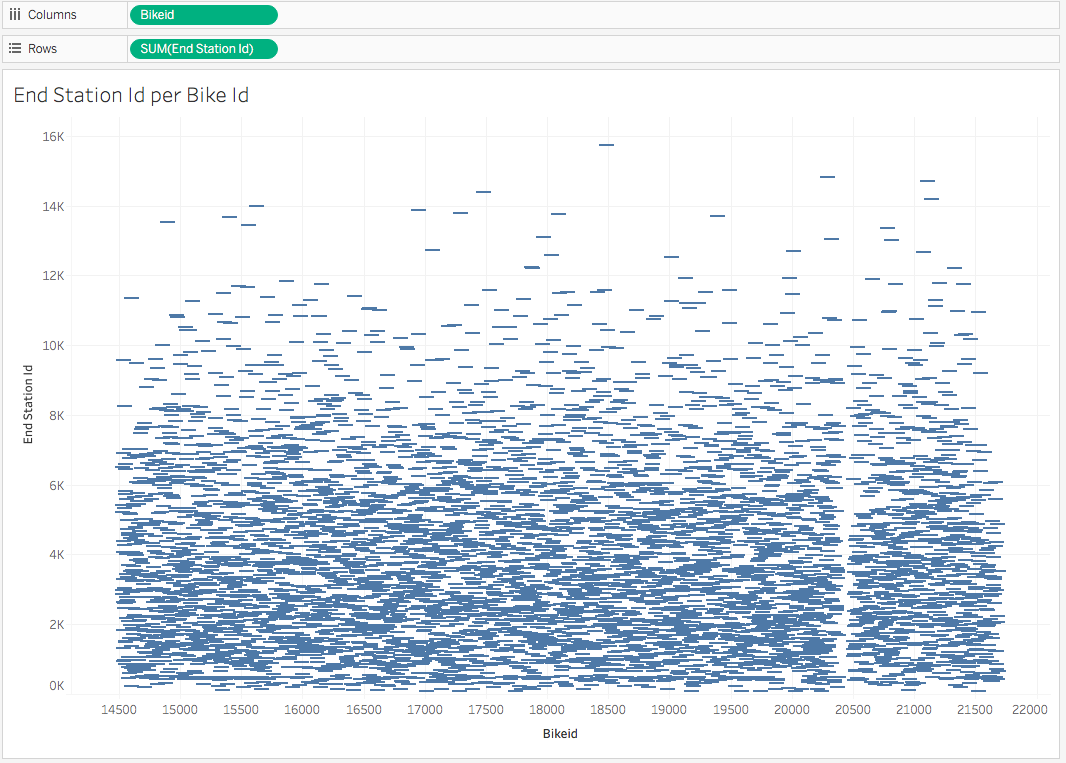 Columns Bikeid
Rows SUM(End Station Id)
End Station Id per Bike Id
16K
14K
12K
10K
8K
6K
4K
2K
0K
End Station Id
14500 15000 15500 16000 16500 17000 17500 18000 18500 19000 19500 20000 20500 21000 21500 22000
Bikeid